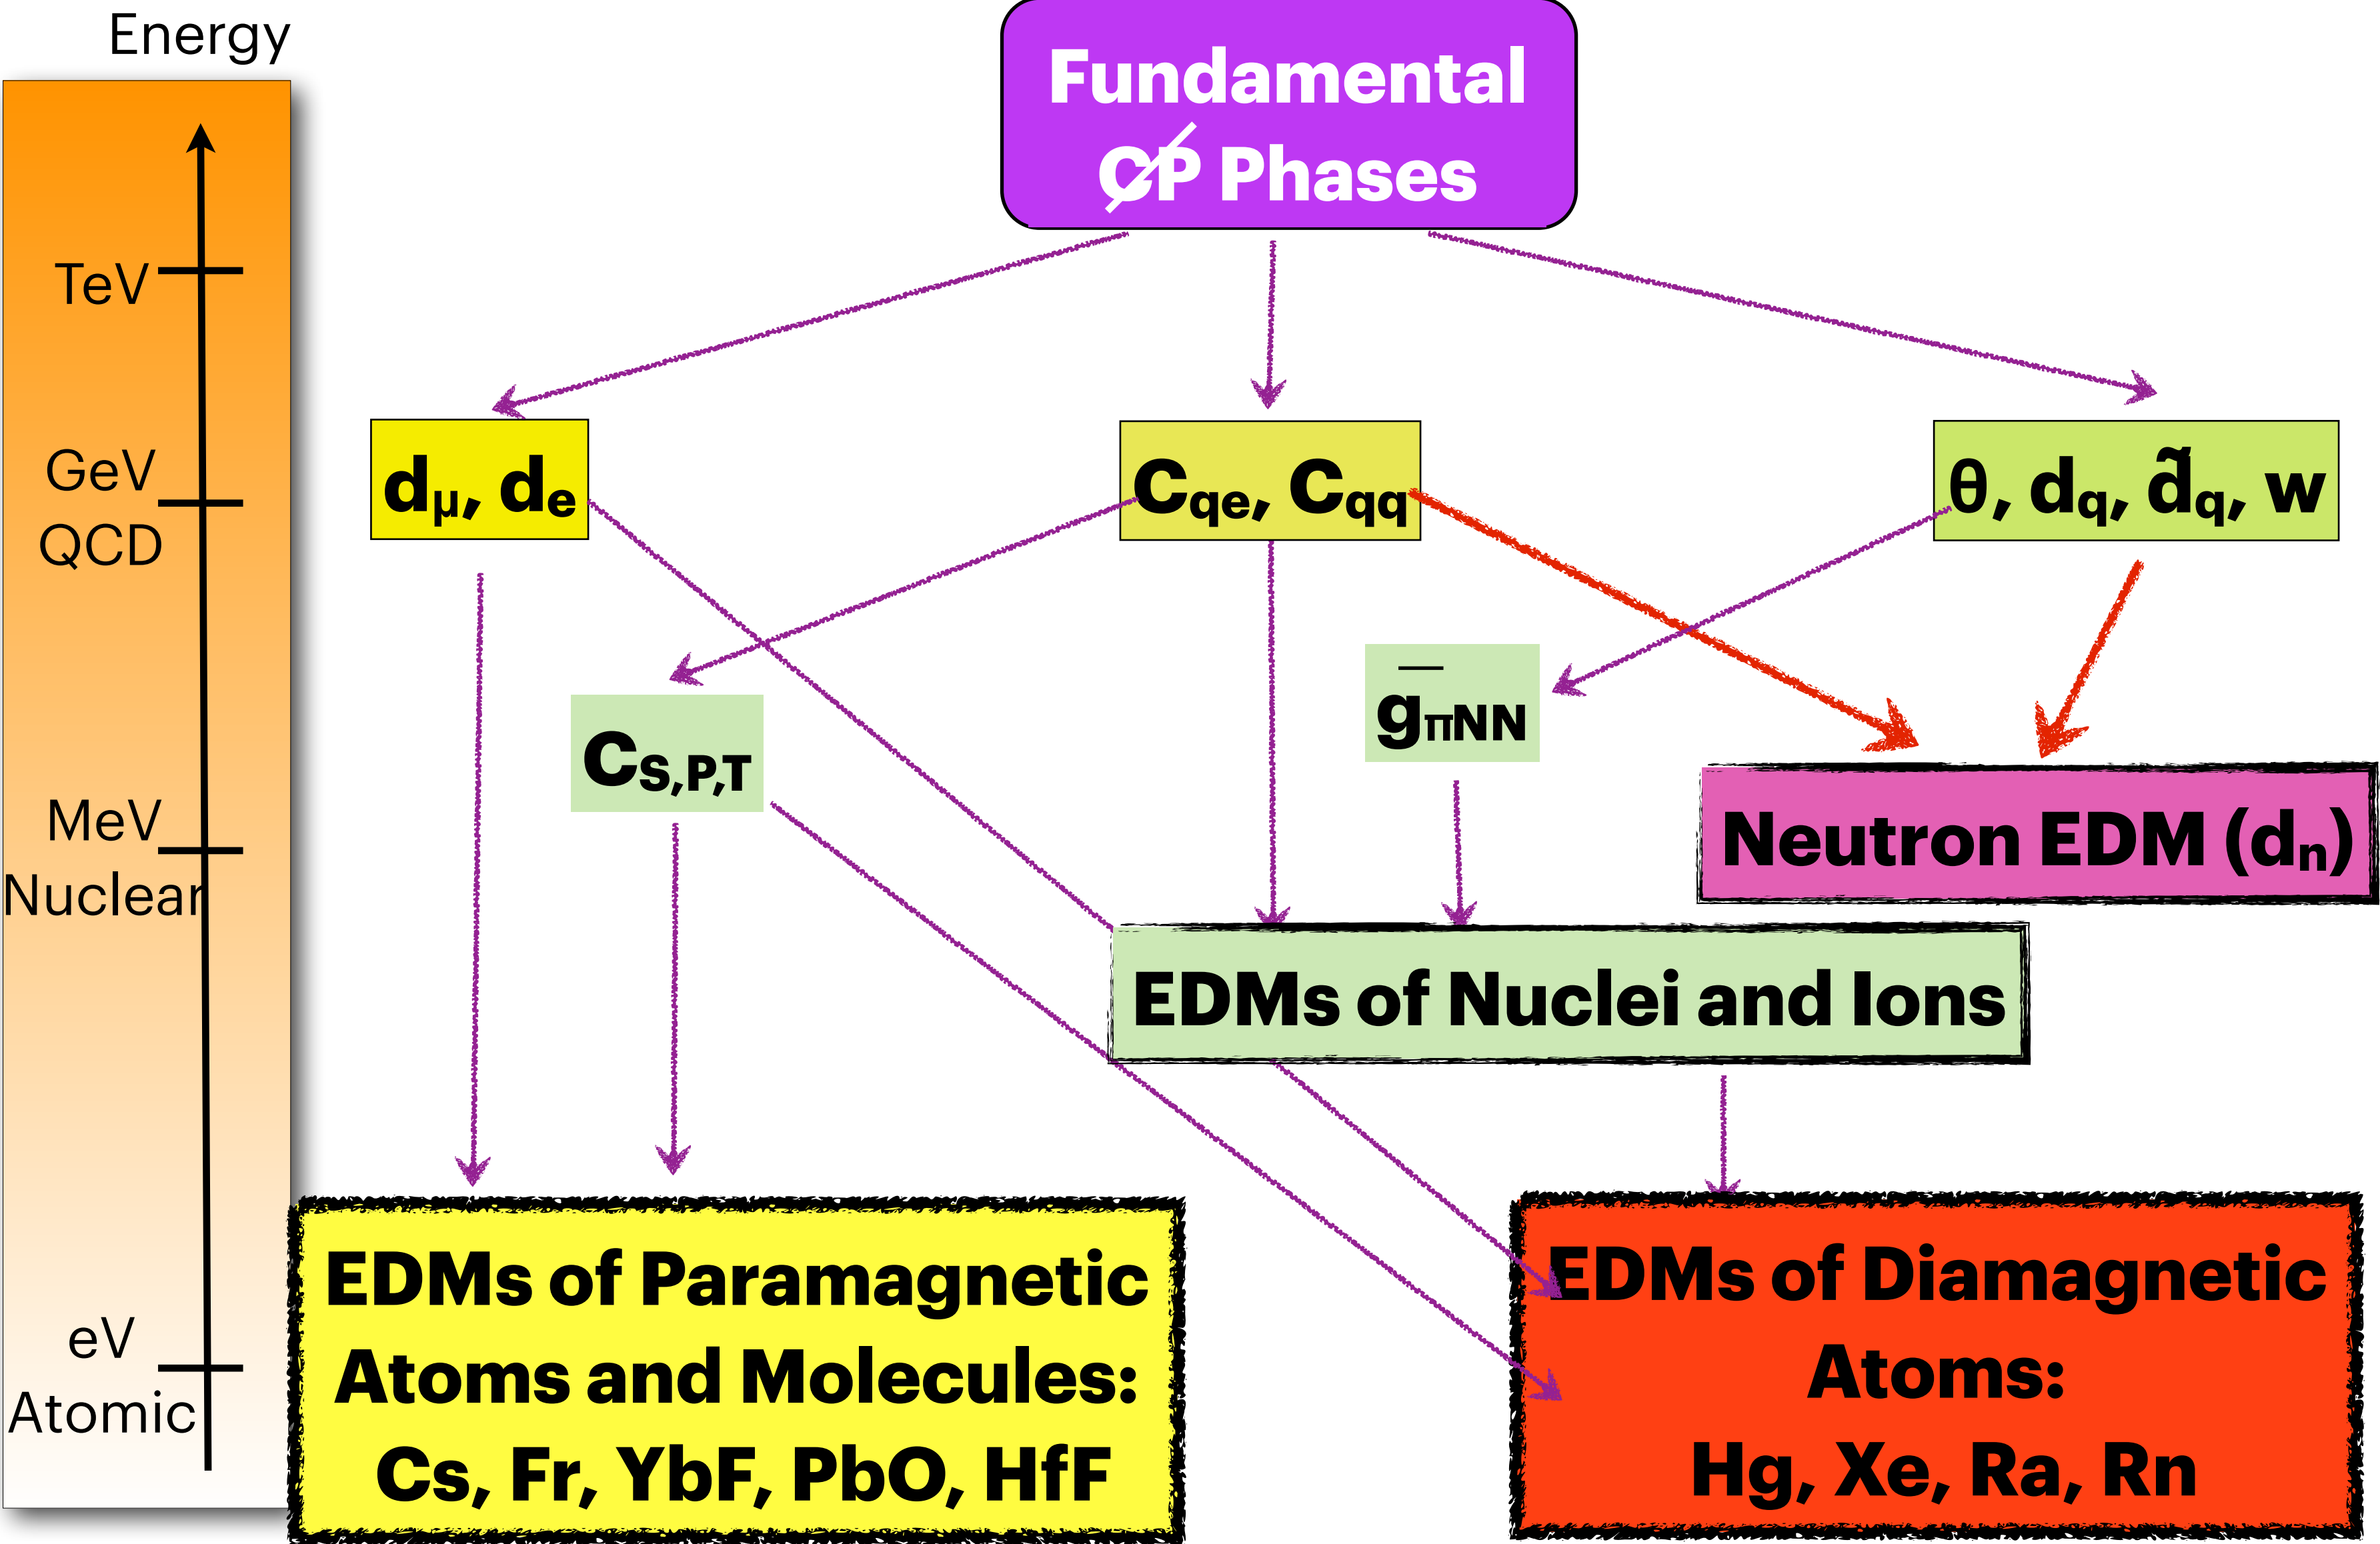 Energy
Fundamental
C̸P̸ Phases
TeV
GeV
QCD
dμ, de
Cqe, Cqq
θ, dq, d̃q, w
CS,P,T
g̅πNN
MeV
Nuclear
Neutron EDM (dn)
EDMs of Nuclei and Ions
eV
Atomic
EDMs of Paramagnetic
Atoms and Molecules:
Cs, Fr, YbF, PbO, HfF
EDMs of Diamagnetic
Atoms:
Hg, Xe, Ra, Rn